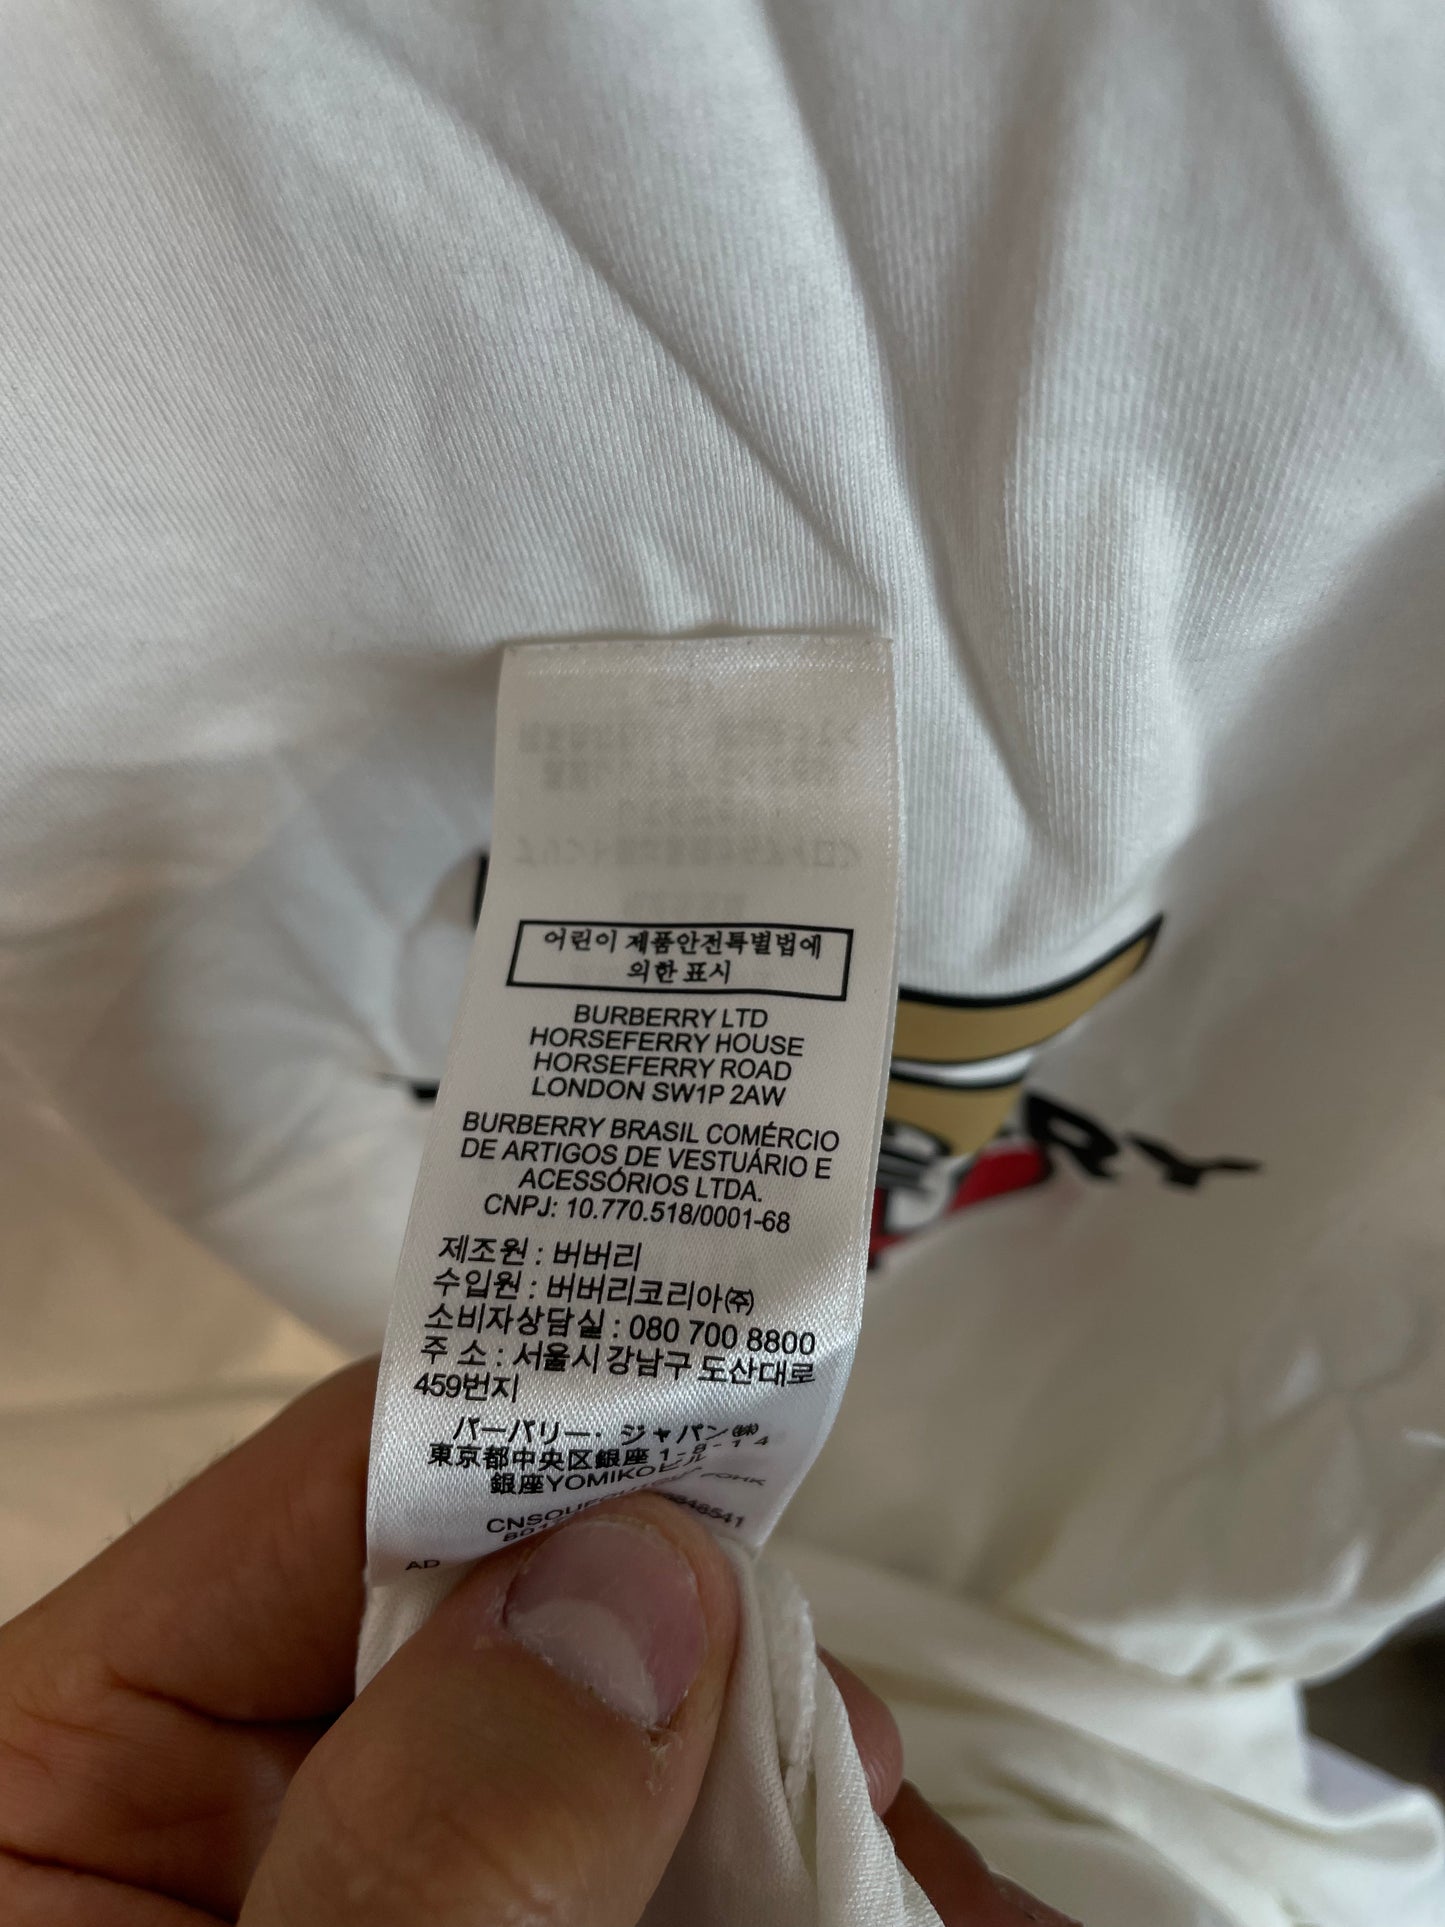 어린이 제품안전특별법에
의한 표시
BURBERRY LTD
HORSEFERRY HOUSE
HORSEFERRY ROAD
LONDON SW1P 2AW
BURBERRY BRASIL COMÉRCIO
DE ARTIGOS DE VESTUÁRIO E
ACESSÓRIOS LTDA.
CNPJ: 10.770.518/0001-68
제조원 : 버버리
수입원 : 버버리코리아㈜
소비자상담실 : 080 700 8800
주 소 : 서울시 강남구 도산대로
459번지
バーバリー・ジャパン㈱
東京都中央区銀座 1-8-14
銀座YOMIKOビル
AD